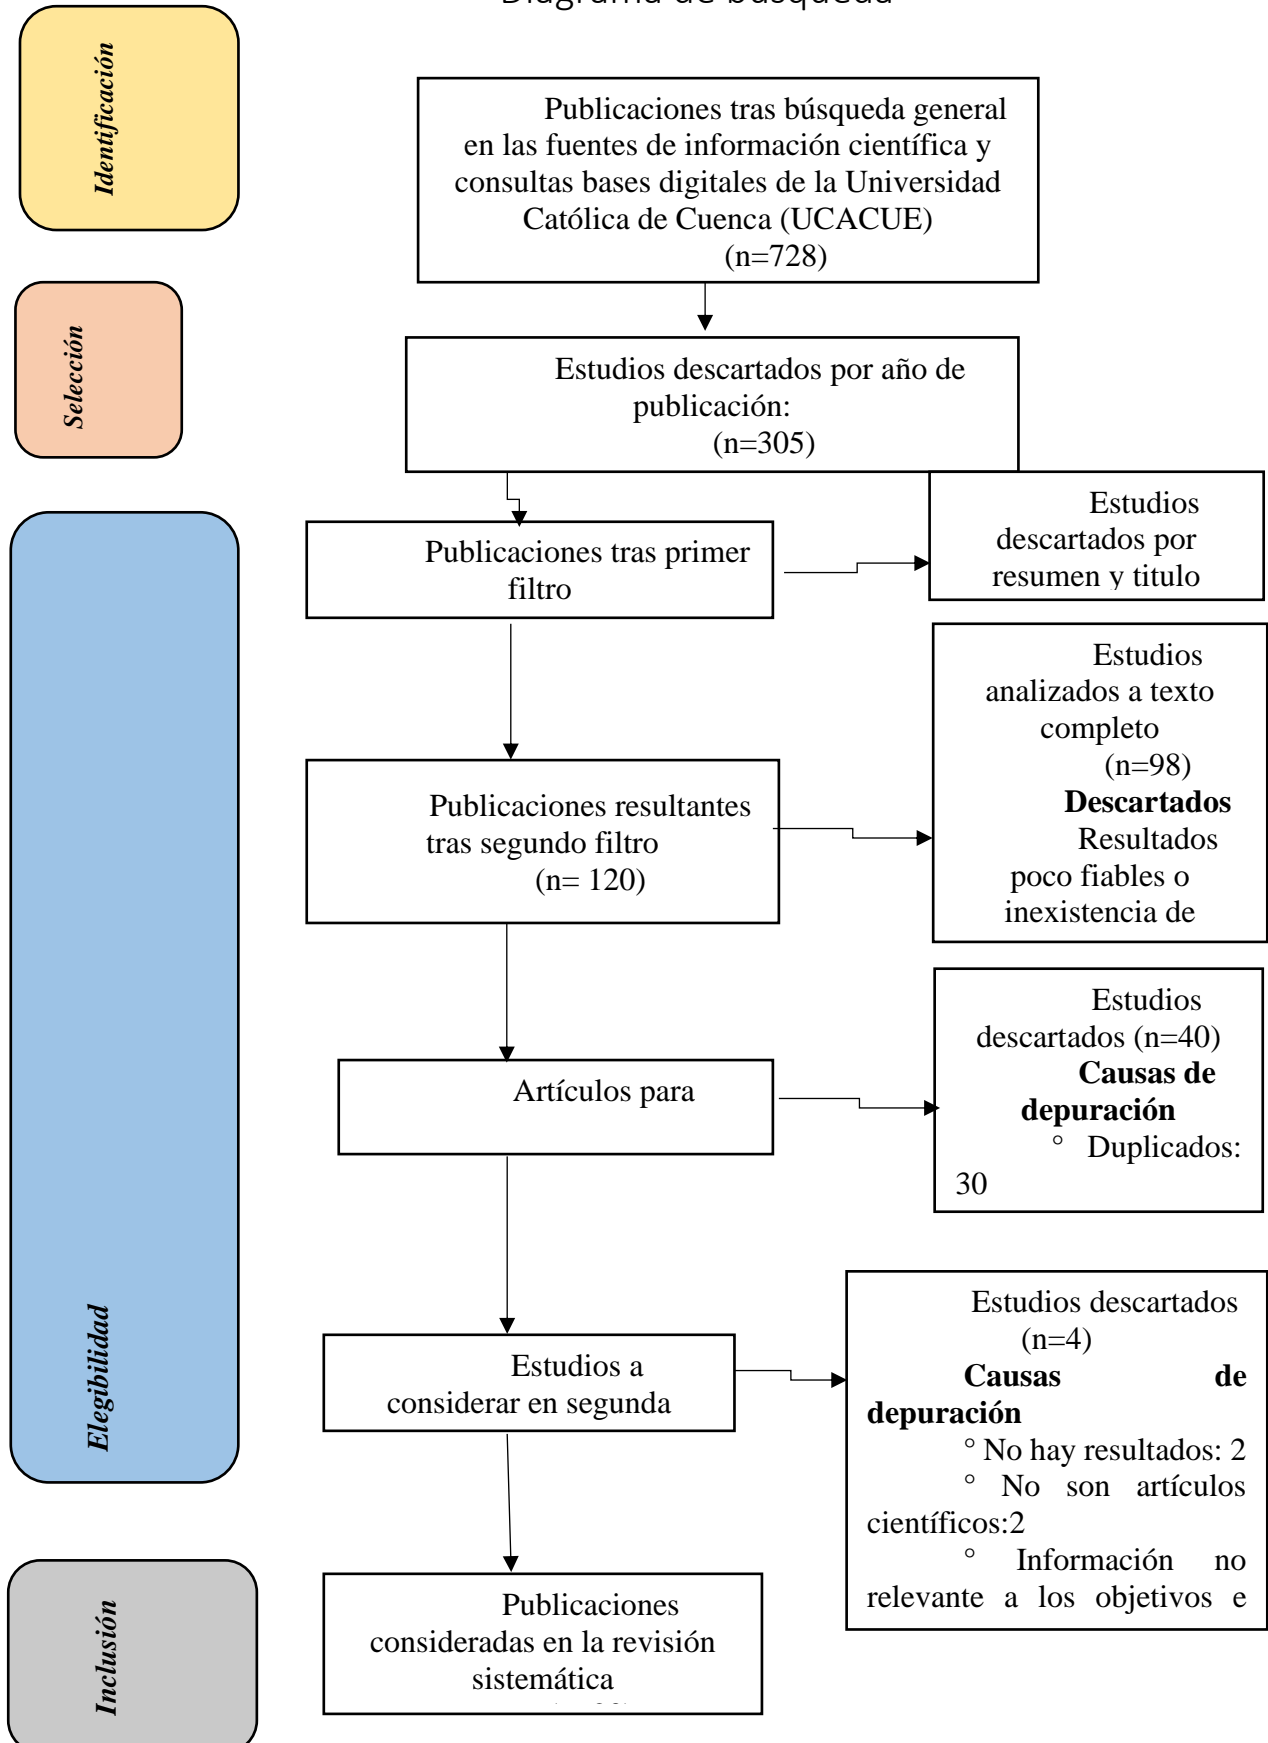 Diagrama de búsqueda
Identificación
Publicaciones tras búsqueda general
en las fuentes de información científica y
consultas bases digitales de la Universidad
Católica de Cuenca (UCACUE)
(n=728)
Selección
Estudios descartados por año de
publicación:
(n=305)
Elegibilidad
Publicaciones tras primer
filtro
Estudios
descartados por
resumen y titulo
Publicaciones resultantes
tras segundo filtro
(n= 120)
Estudios
analizados a texto
completo
(n=98)
Descartados
Resultados
poco fiables o
inexistencia de
Artículos para
Estudios
descartados (n=40)
Causas de
depuración
° Duplicados:
30
Estudios a
considerar en segunda
Estudios descartados
(n=4)
Causas de
depuración
° No hay resultados: 2
° No son artículos
científicos:2
° Información no
relevante a los objetivos e
Inclusión
Publicaciones
consideradas en la revisión
sistemática